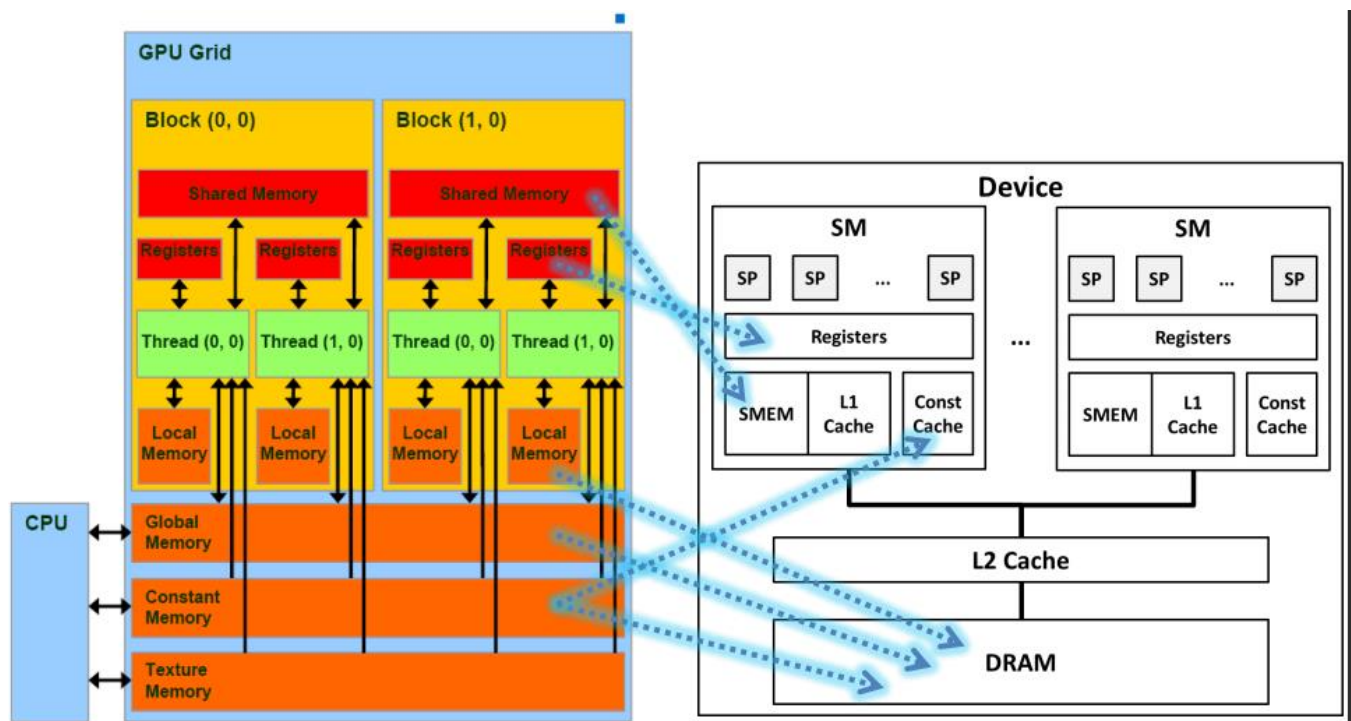 GPU Grid
Block (0, 0)
Shared Memory
Registers
Registers
Thread (0, 0)
Thread (1, 0)
Local
Memory
Local
Memory
Block (1, 0)
Shared Memory
Registers
Registers
Thread (0, 0)
Thread (1, 0)
Local
Memory
Local
Memory
CPU
Global
Memory
Constant
Memory
Texture
Memory
Device
SM
SP
SP
...
SP
Registers
SMEM
L1
Cache
Const
Cache
...
SM
SP
SP
...
SP
Registers
SMEM
L1
Cache
Const
Cache
L2 Cache
DRAM